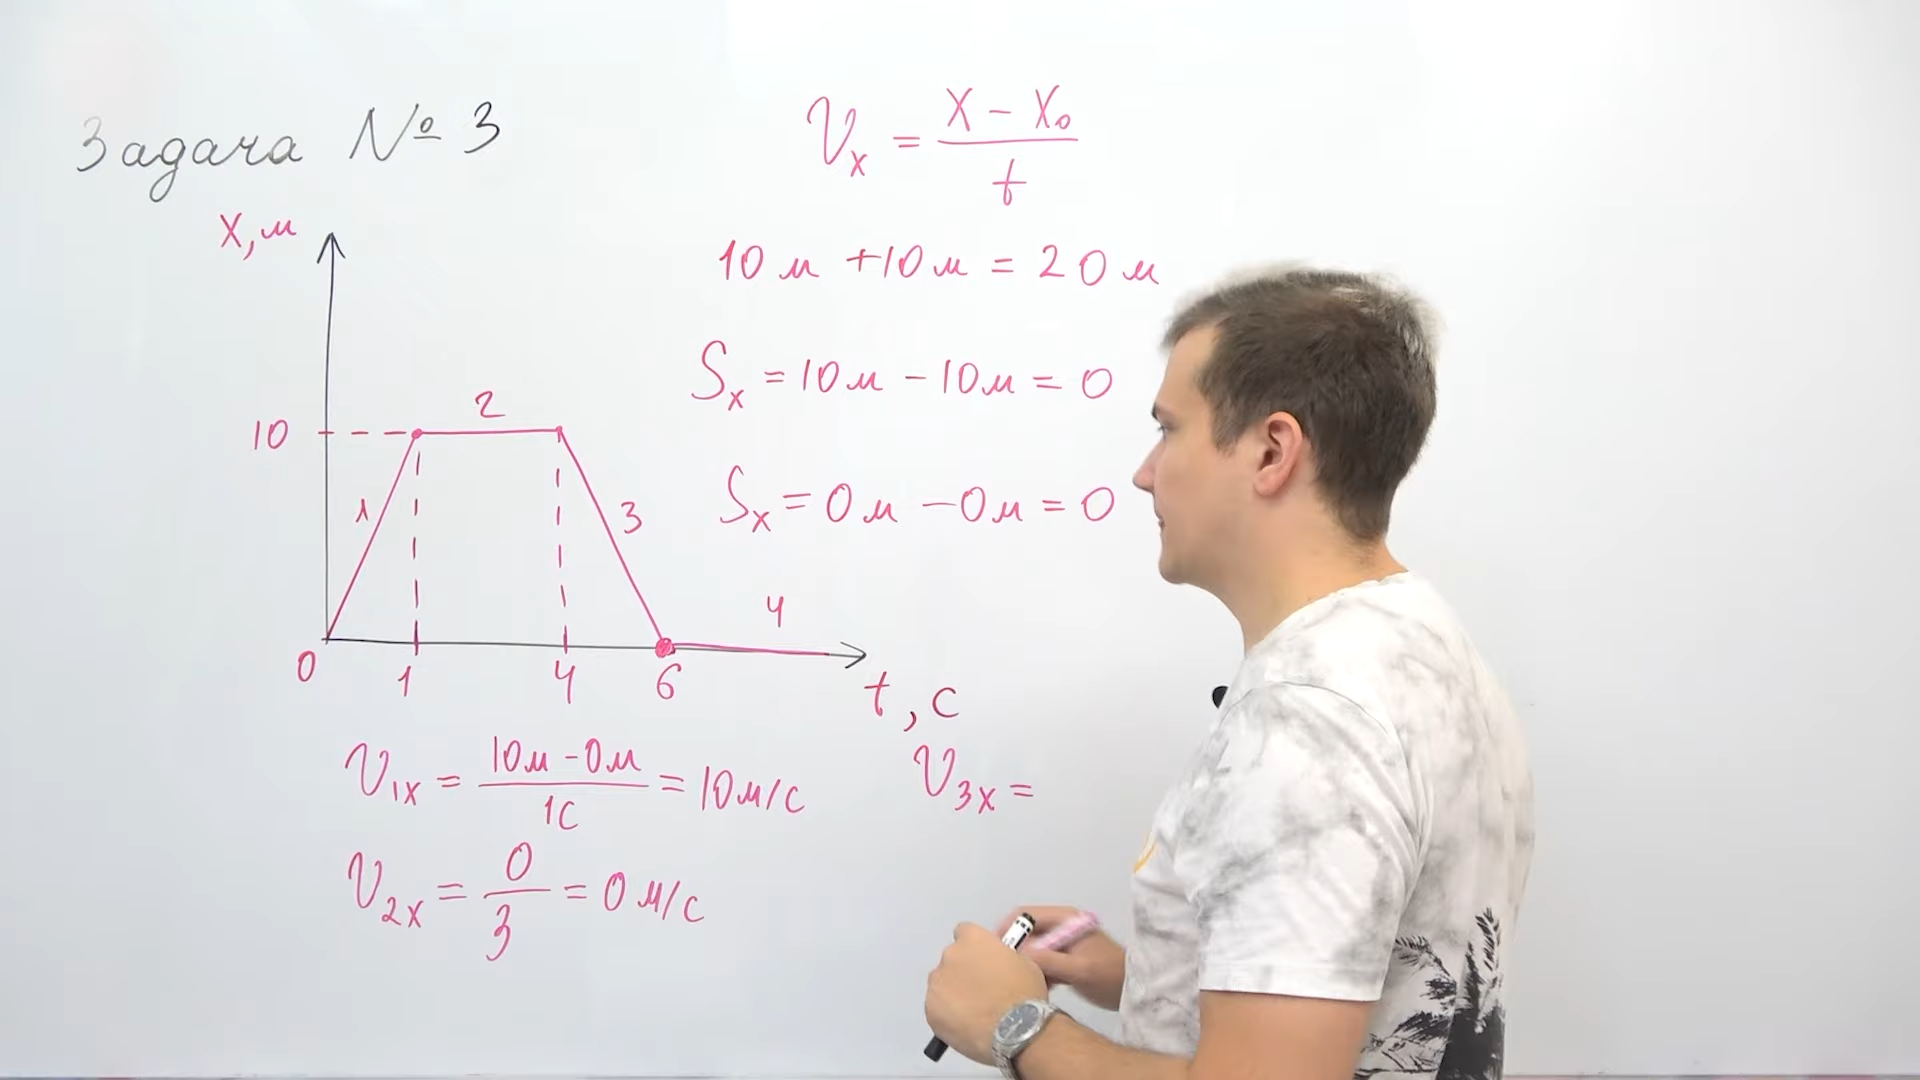 Задача № 3
Vx = (X - X₀)/t
X, м
10 м + 10 м = 20 м
Sx = 10 м - 10 м = 0
2
10
1
3
Sx = 0 м - 0 м = 0
4
0 1 4 6
t, с
V1x = (10 м - 0 м)/1с = 10 м/с
V3x =
V2x = 0/3 = 0 м/с